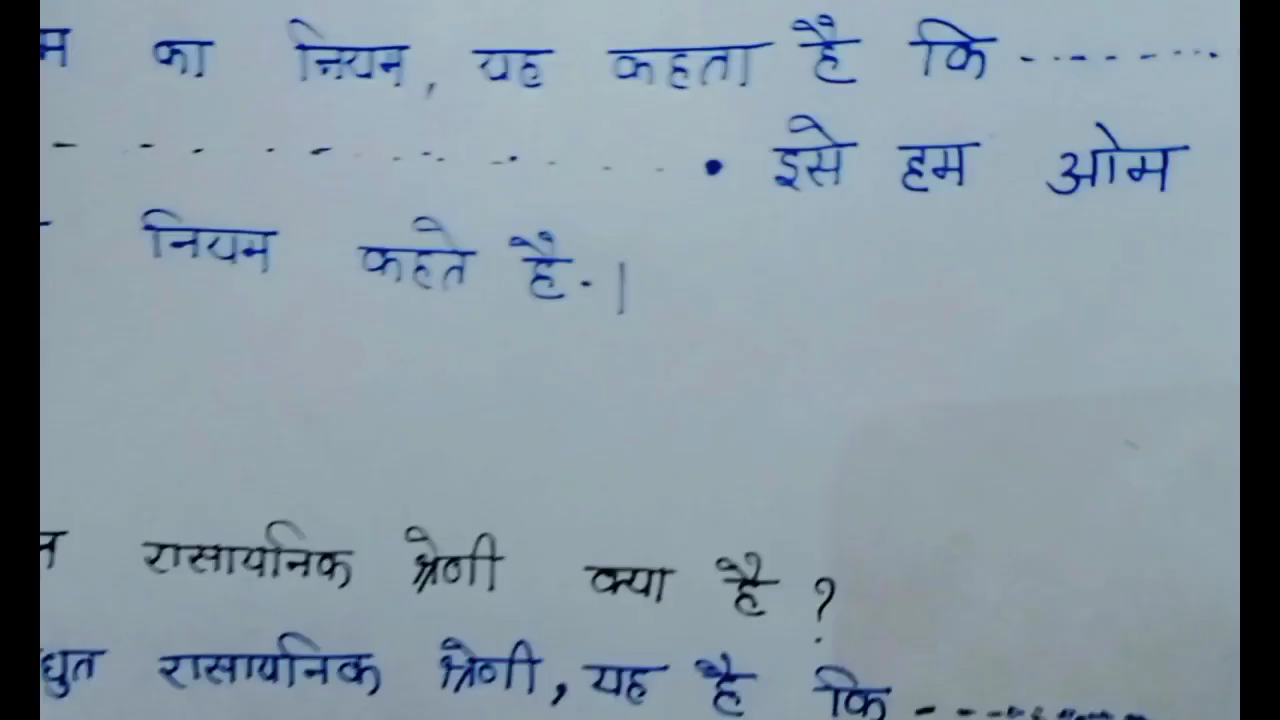 म का नियम, यह कहता है कि ..........
- . . . - . . . . . . . • इसे हम ओम
नियम कहते है.|
रासायनिक श्रेणी क्या है ?
द्युत रासायनिक श्रेणी, यह है कि ..........